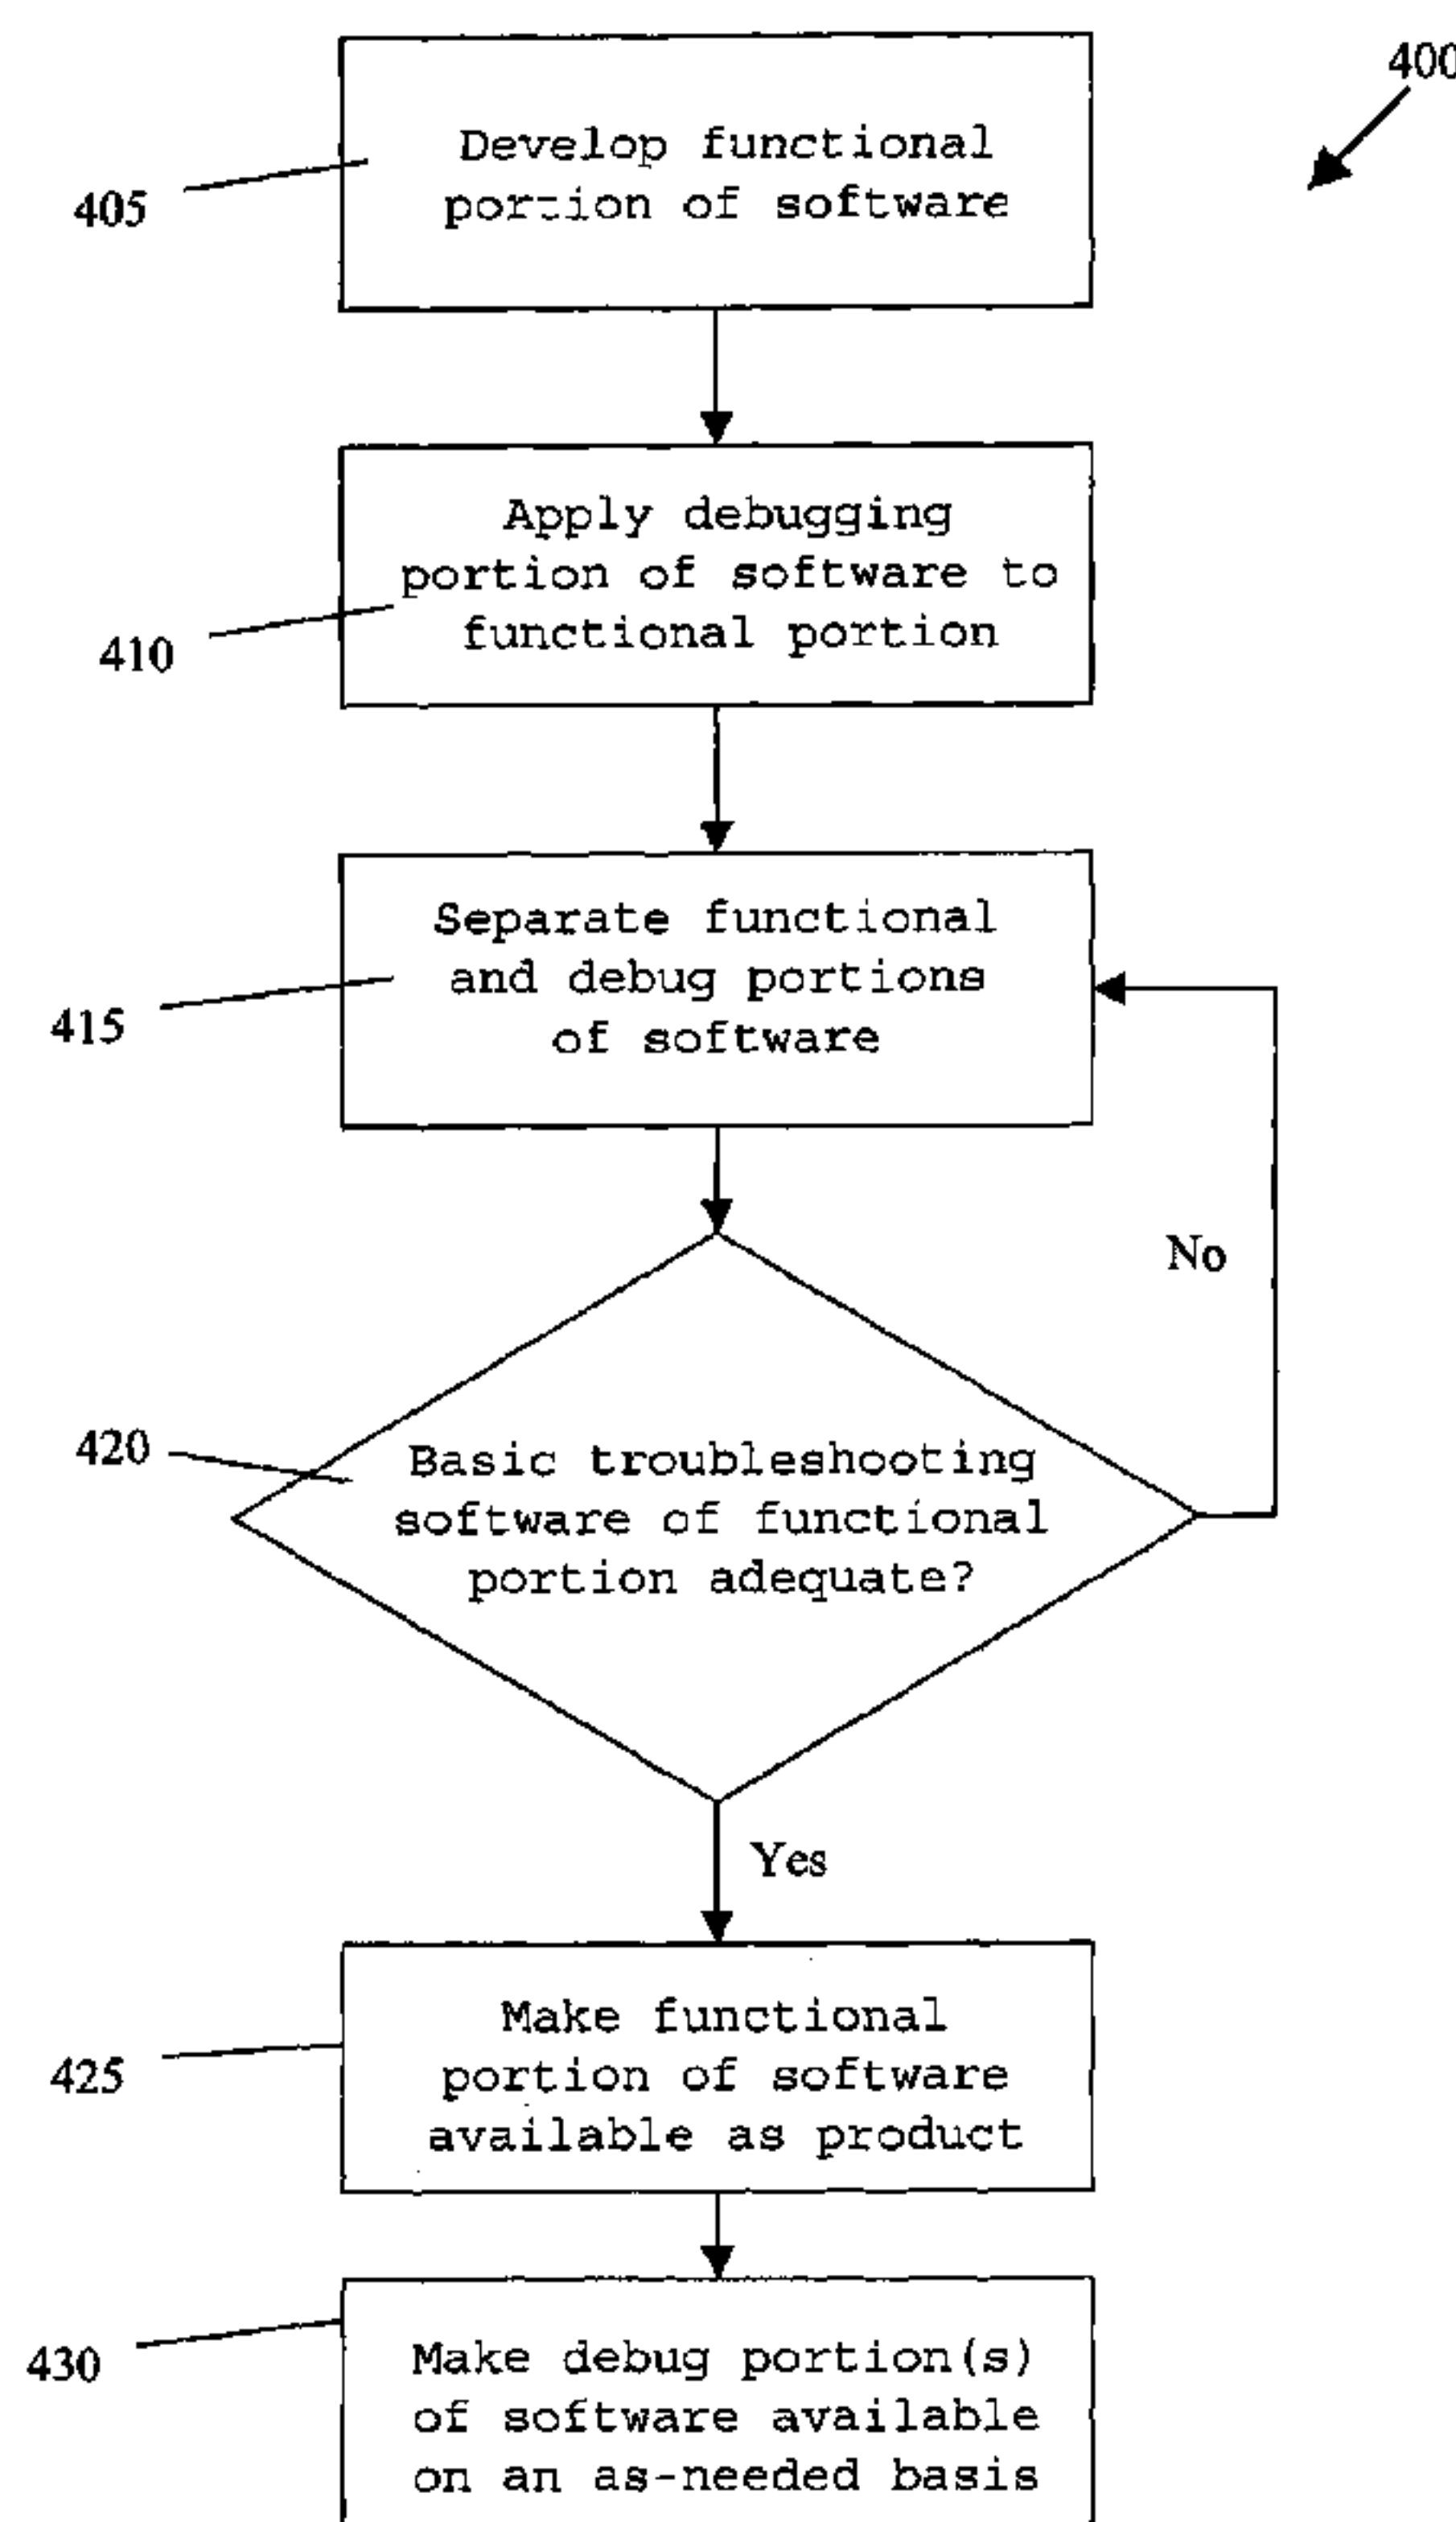 400
Develop functional
portion of software
405
Apply debugging
portion of software to
functional portion
410
Separate functional
and debug portions
of software
415
No
420
Basic troubleshooting
software of functional
portion adequate?
Yes
Make functional
portion of software
available as product
425
430
Make debug portion(s)
of software available
on an as-needed basis